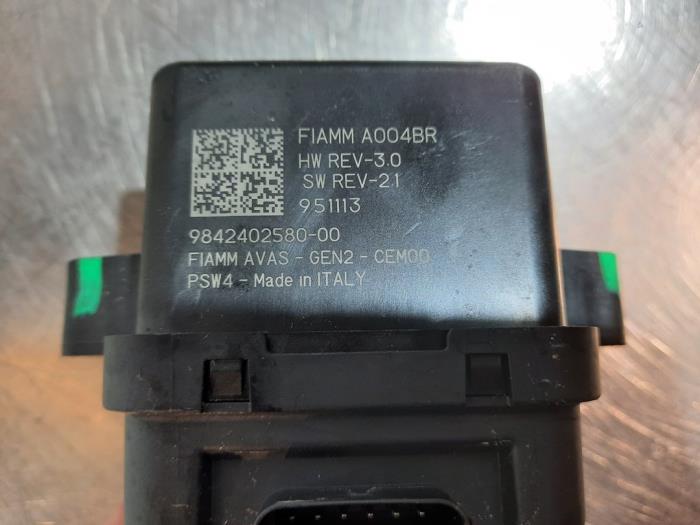 FIAMM A004BR
HW REV-3.0
SW REV-2.1
951113
9842402580-00
FIAMM AVAS - GEN2 - CEM00
PSW4 - Made in ITALY